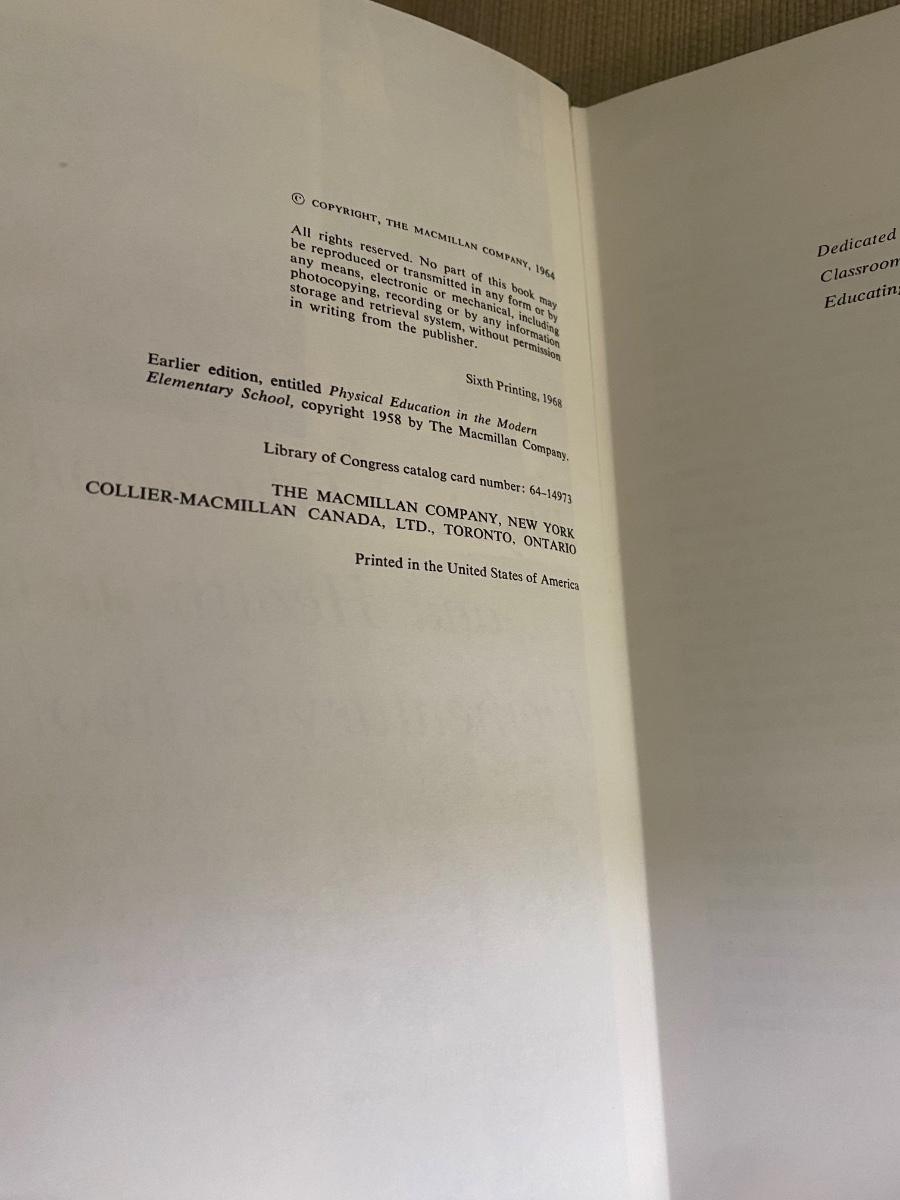 © COPYRIGHT, THE MACMILLAN COMPANY, 1964
All rights reserved. No part of this book may
be reproduced or transmitted in any form or by
any means, electronic or mechanical, including
photocopying, recording or by any information
storage and retrieval system, without permission
in writing from the publisher.
Sixth Printing, 1968
Earlier edition, entitled Physical Education in the Modern
Elementary School, copyright 1958 by The Macmillan Company.
Library of Congress catalog card number: 64-14973
THE MACMILLAN COMPANY, NEW YORK
COLLIER-MACMILLAN CANADA, LTD., TORONTO, ONTARIO
Printed in the United States of America
Dedicated
Classroom
Educating